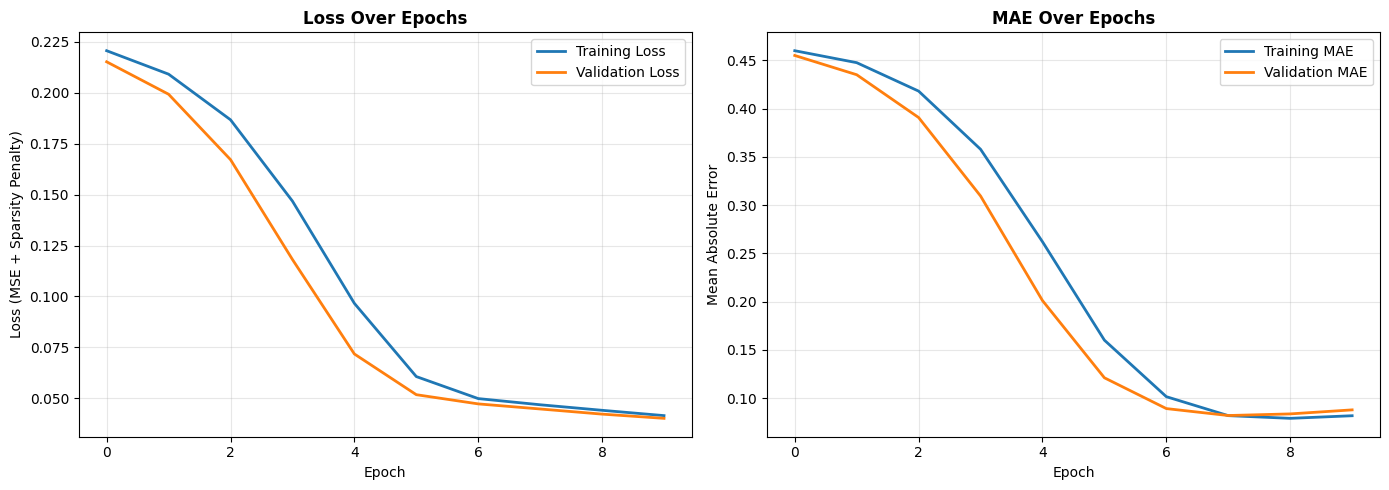 Loss Over Epochs
Training Loss
Validation Loss
Loss (MSE + Sparsity Penalty)
0.225
0.200
0.175
0.150
0.125
0.100
0.075
0.050
0 2 4 6 8
Epoch
MAE Over Epochs
Training MAE
Validation MAE
Mean Absolute Error
0.45
0.40
0.35
0.30
0.25
0.20
0.15
0.10
0 2 4 6 8
Epoch